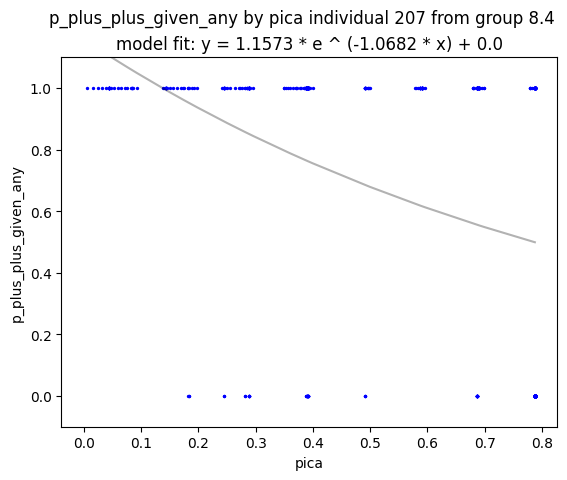 p_plus_plus_given_any by pica individual 207 from group 8.4
model fit: y = 1.1573 * e ^ (-1.0682 * x) + 0.0
p_plus_plus_given_any
1.0
0.8
0.6
0.4
0.2
0.0
0.0 0.1 0.2 0.3 0.4 0.5 0.6 0.7 0.8
pica